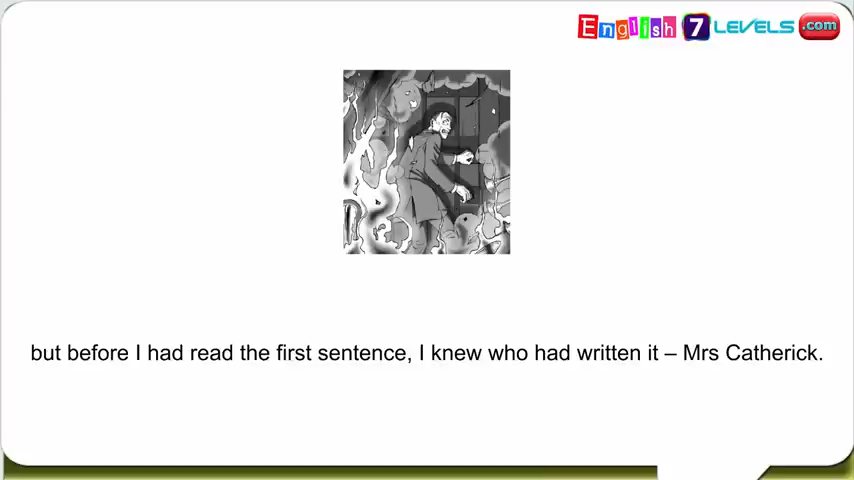 English 7 LEVELS .com
but before I had read the first sentence, I knew who had written it – Mrs Catherick.